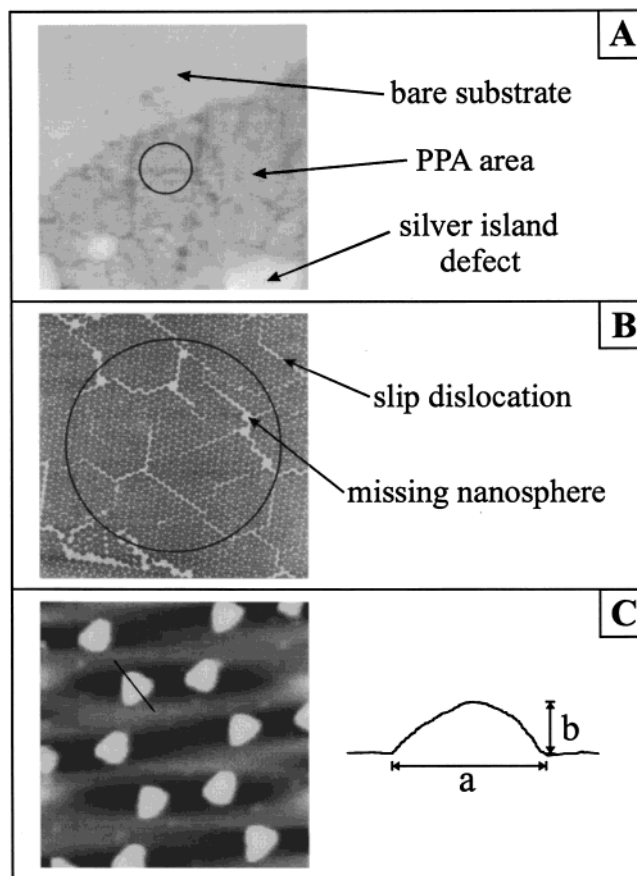 A
bare substrate
PPA area
silver island
defect
B
slip dislocation
missing nanosphere
C
b
a